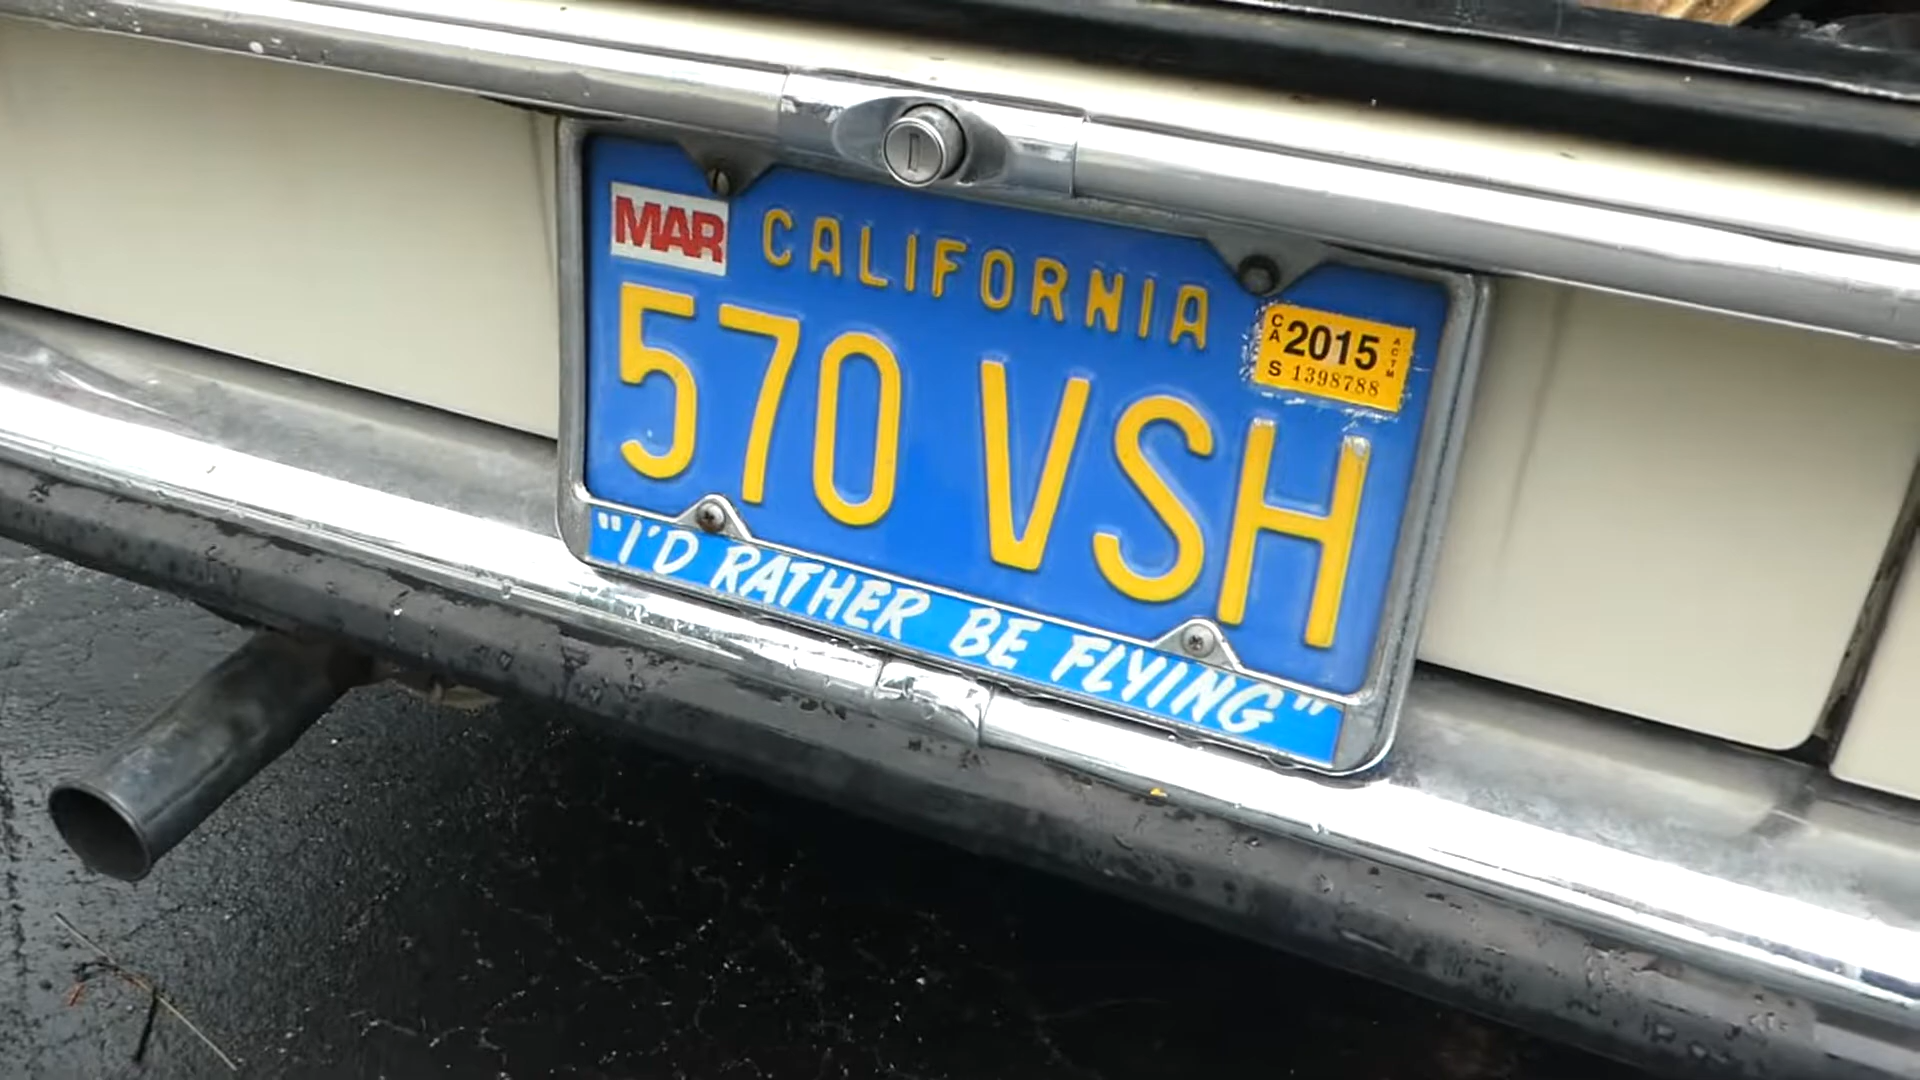 MAR
CALIFORNIA
CA 2015 ACTM
S 1398788
570 VSH
"I'D RATHER BE FLYING"